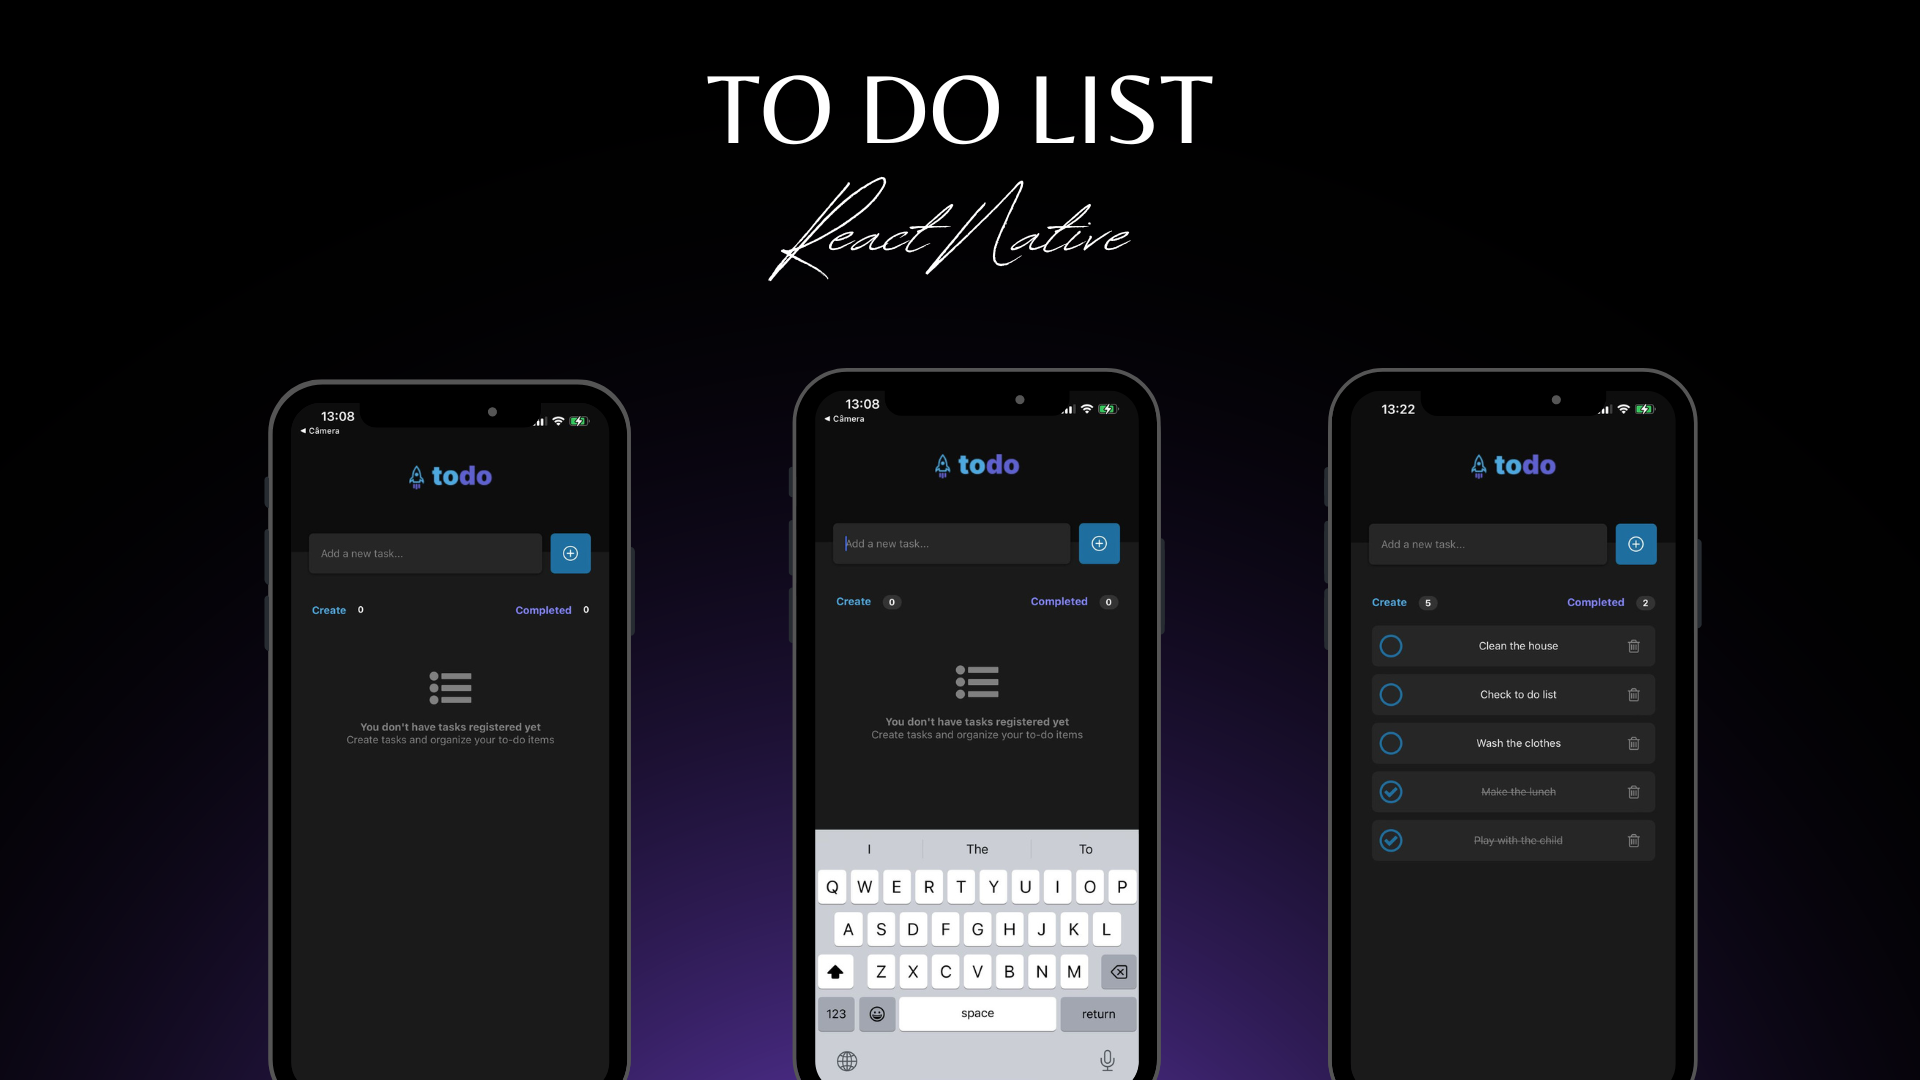 TO DO LIST
React Native
13:08
◀ Câmera
todo
Add a new task...
Create 0
Completed 0
You don't have tasks registered yet
Create tasks and organize your to-do items
13:08
◀ Câmera
todo
Add a new task...
Create 0
Completed 0
You don't have tasks registered yet
Create tasks and organize your to-do items
I The To
Q W E R T Y U I O P
A S D F G H J K L
Z X C V B N M
123 space return
13:22
todo
Add a new task...
Create 5
Completed 2
Clean the house
Check to do list
Wash the clothes
Make the lunch
Play with the child